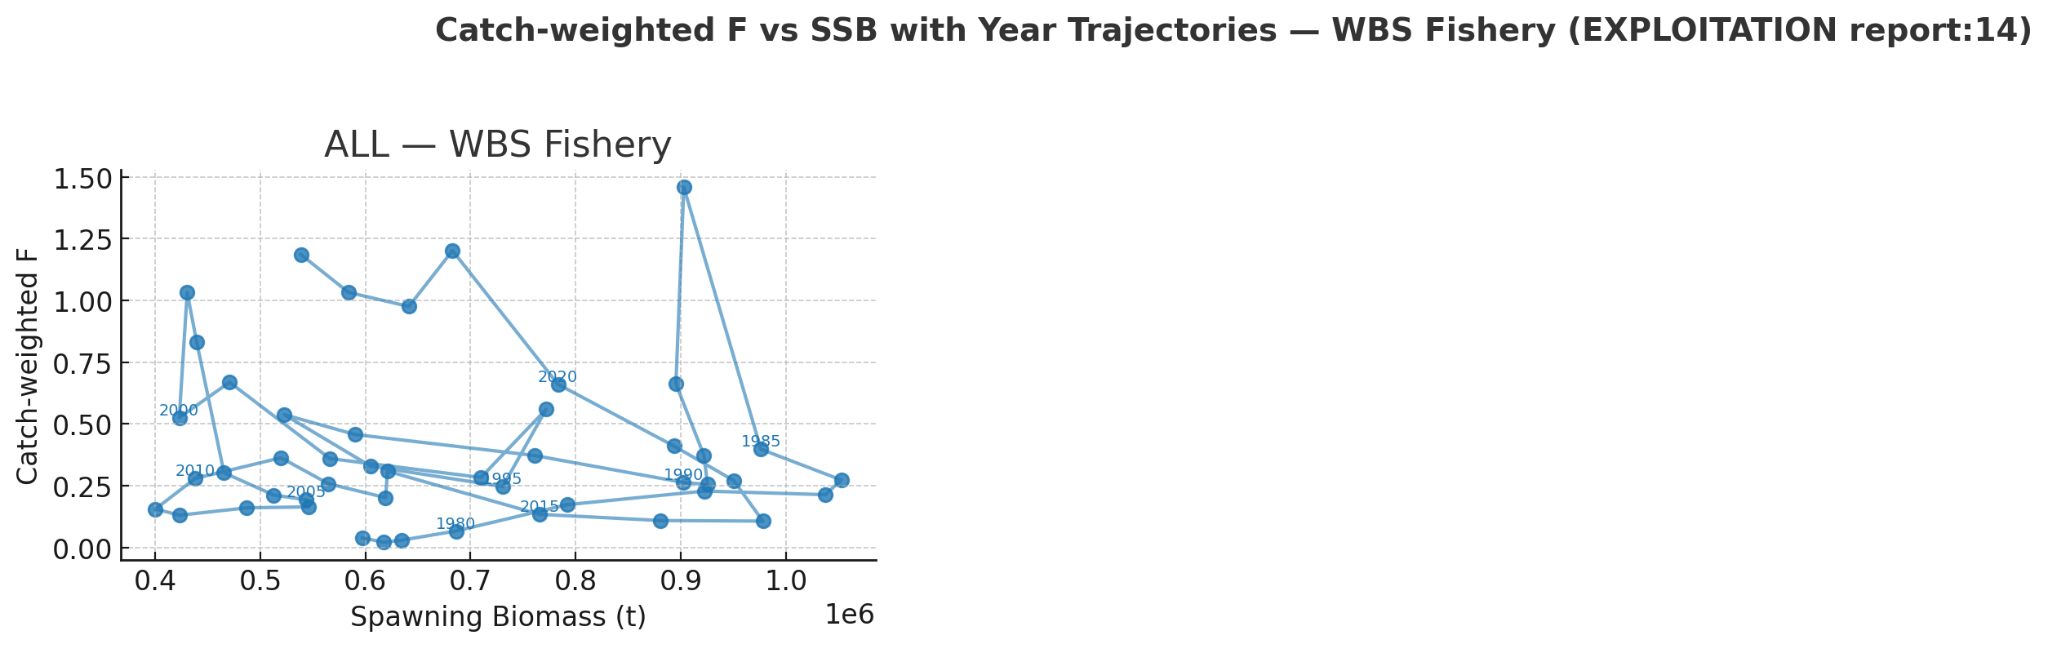 Catch-weighted F vs SSB with Year Trajectories — WBS Fishery (EXPLOITATION report:14)
ALL — WBS Fishery
1.50
1.25
1.00
0.75
0.50
0.25
0.00
Catch-weighted F
2020
1985
2000
2010
1990
1995
2005
2015
1980
0.4 0.5 0.6 0.7 0.8 0.9 1.0
1e6
Spawning Biomass (t)